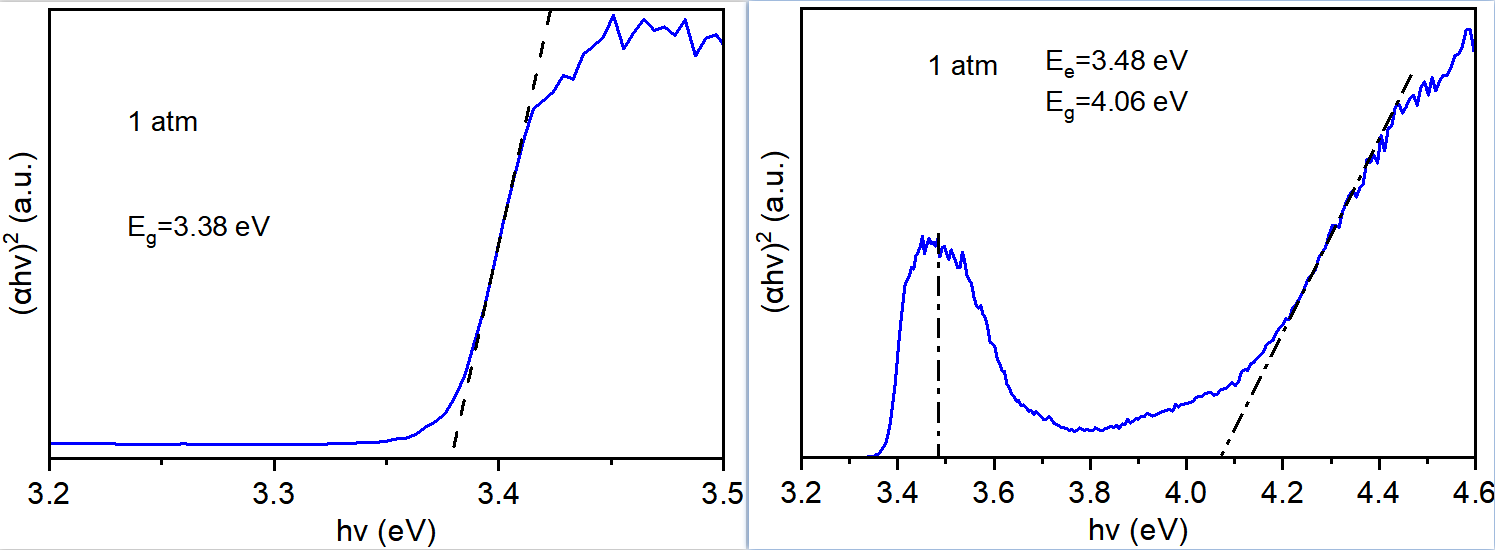 1 atm
Eg=3.38 eV
(αhν)2 (a.u.)
3.2 3.3 3.4 3.5
hν (eV)
1 atm
Ee=3.48 eV
Eg=4.06 eV
(αhν)2 (a.u.)
3.2 3.4 3.6 3.8 4.0 4.2 4.4 4.6
hν (eV)